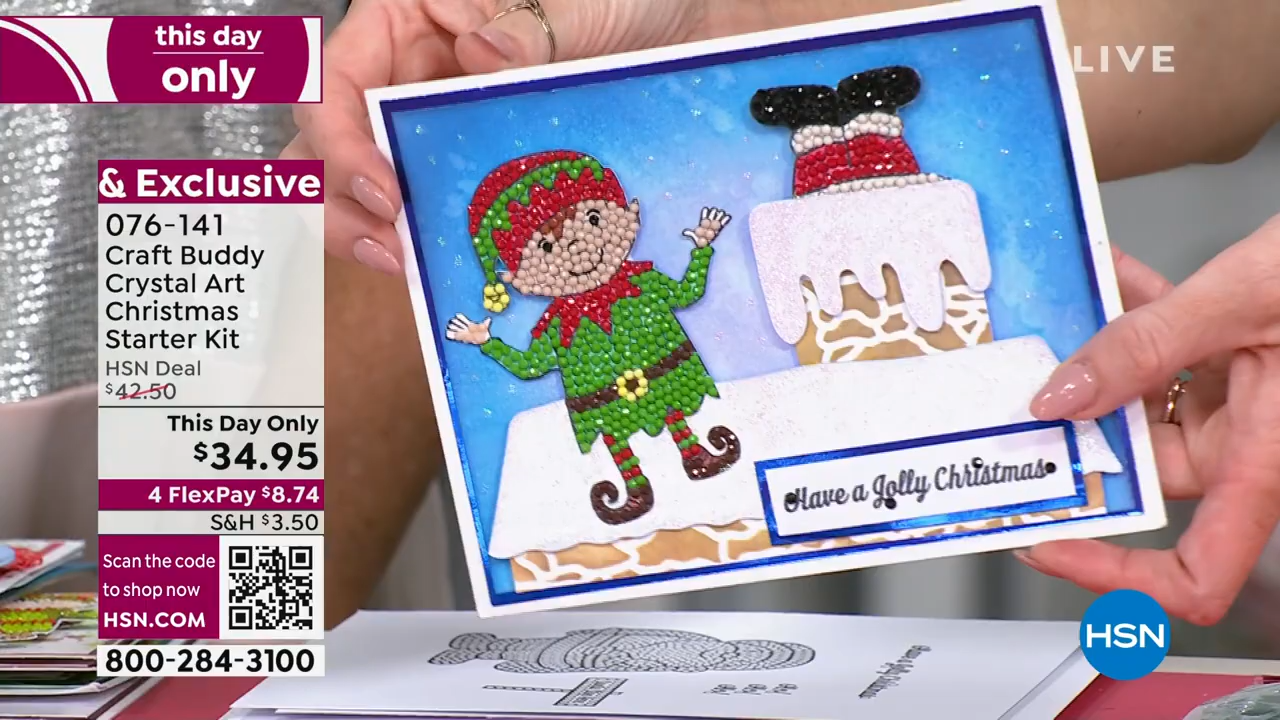 this day
only
& Exclusive
076-141
Craft Buddy
Crystal Art
Christmas
Starter Kit
HSN Deal
$42.50
This Day Only
$34.95
4 FlexPay $8.74
S&H $3.50
Scan the code
to shop now
HSN.COM
800-284-3100
LIVE
Have a Jolly Christmas
HSN